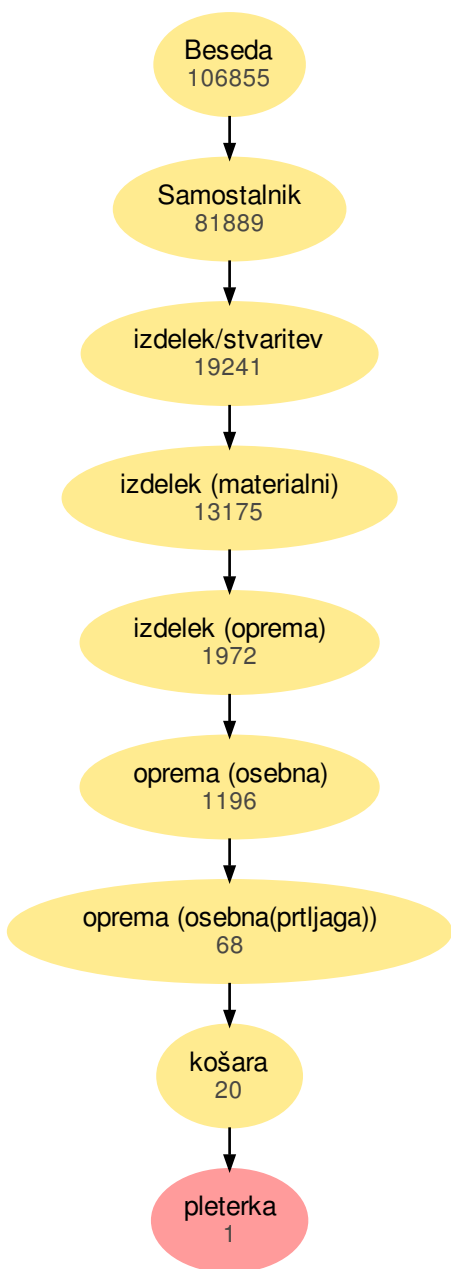 Beseda
106855
Samostalnik
81889
izdelek/stvaritev
19241
izdelek (materialni)
13175
izdelek (oprema)
1972
oprema (osebna)
1196
oprema (osebna(prtljaga))
68
košara
20
pleterka
1